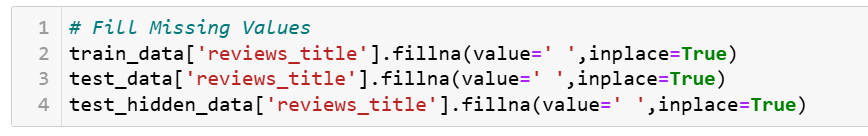 1 # Fill Missing Values
2 train_data['reviews_title'].fillna(value=' ',inplace=True)
3 test_data['reviews_title'].fillna(value=' ',inplace=True)
4 test_hidden_data['reviews_title'].fillna(value=' ',inplace=True)